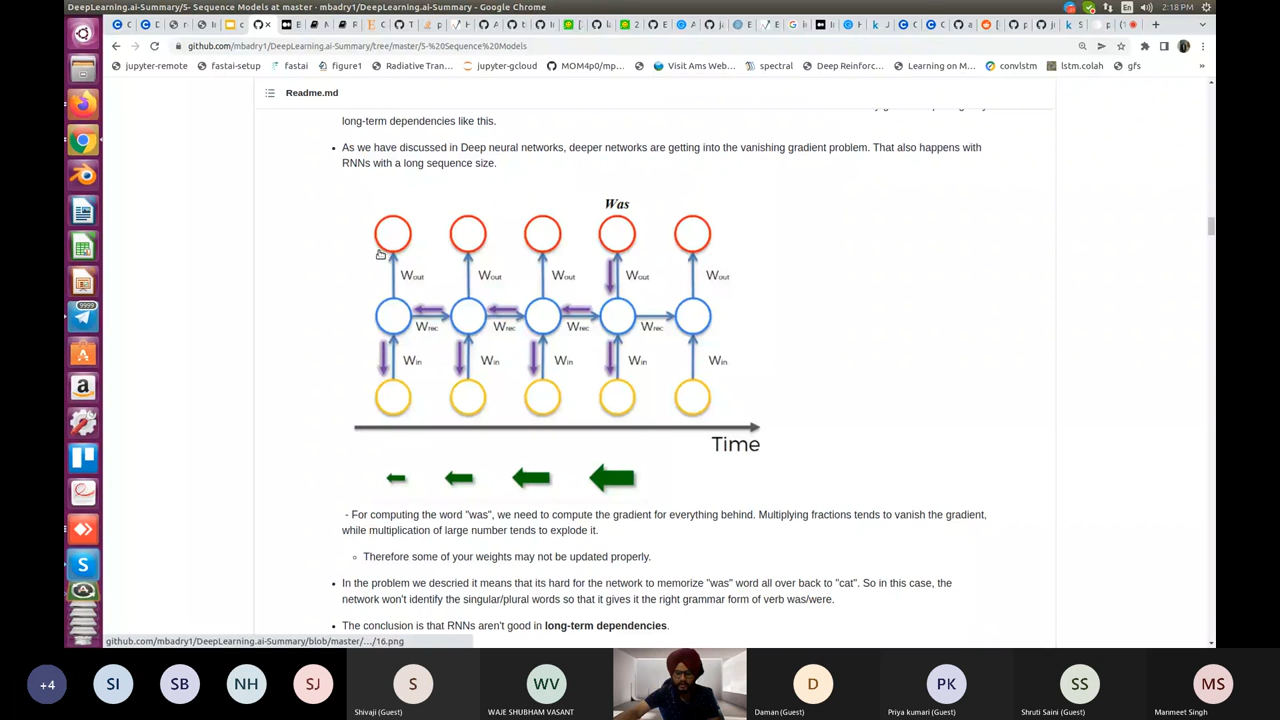 DeepLearning.ai-Summary/5- Sequence Models at master · mbadry1/DeepLearning.ai-Summary - Google Chrome
En 2:18 PM
github.com/mbadry1/DeepLearning.ai-Summary/tree/master/5-%20Sequence%20Models
jupyter-remote fastai-setup fastai figure1 Radiative Tran... jupyter-gcloud MOM4p0/mp... Visit Ams Web... spectral Deep Reinforc... Learning on M... convlstm lstm.colah gfs »
Readme.md
long-term dependencies like this.
• As we have discussed in Deep neural networks, deeper networks are getting into the vanishing gradient problem. That also happens with
RNNs with a long sequence size.
Was
Wout Wout Wout Wout Wout
Wrec Wrec Wrec Wrec
Win Win Win Win Win
Time
- For computing the word "was", we need to compute the gradient for everything behind. Multiplying fractions tends to vanish the gradient,
while multiplication of large number tends to explode it.
◦ Therefore some of your weights may not be updated properly.
• In the problem we descried it means that its hard for the network to memorize "was" word all over back to "cat". So in this case, the
network won't identify the singular/plural words so that it gives it the right grammar form of verb was/were.
• The conclusion is that RNNs aren't good in long-term dependencies.
github.com/mbadry1/DeepLearning.ai-Summary/blob/master/.../16.png
+4 SI SB NH SJ S WV D PK SS MS
Shivaji (Guest) WAJE SHUBHAM VASANT Daman (Guest) Priya kumari (Guest) Shruti Saini (Guest) Manmeet Singh